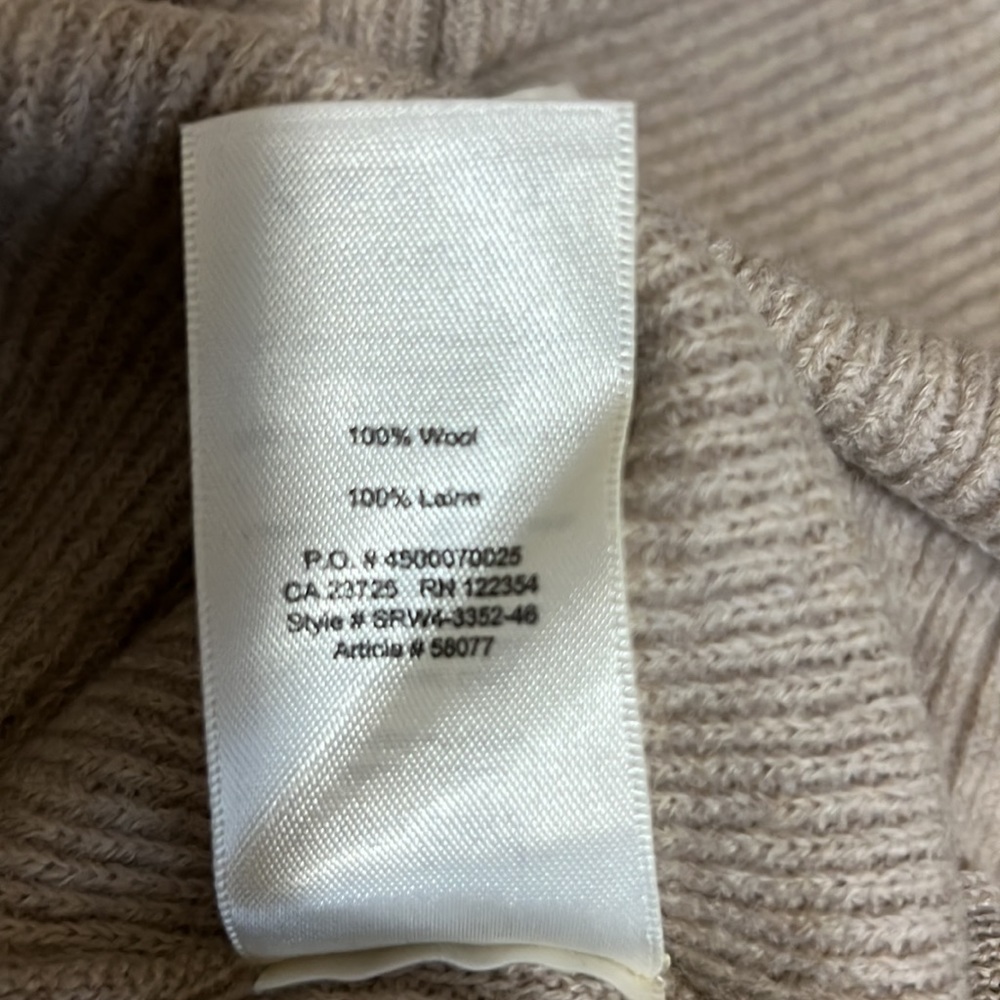 100% Wool
100% Laine
P.O. # 4500070025
CA 23725 RN 122354
Style # SRW4-3352-46
Article # 58077